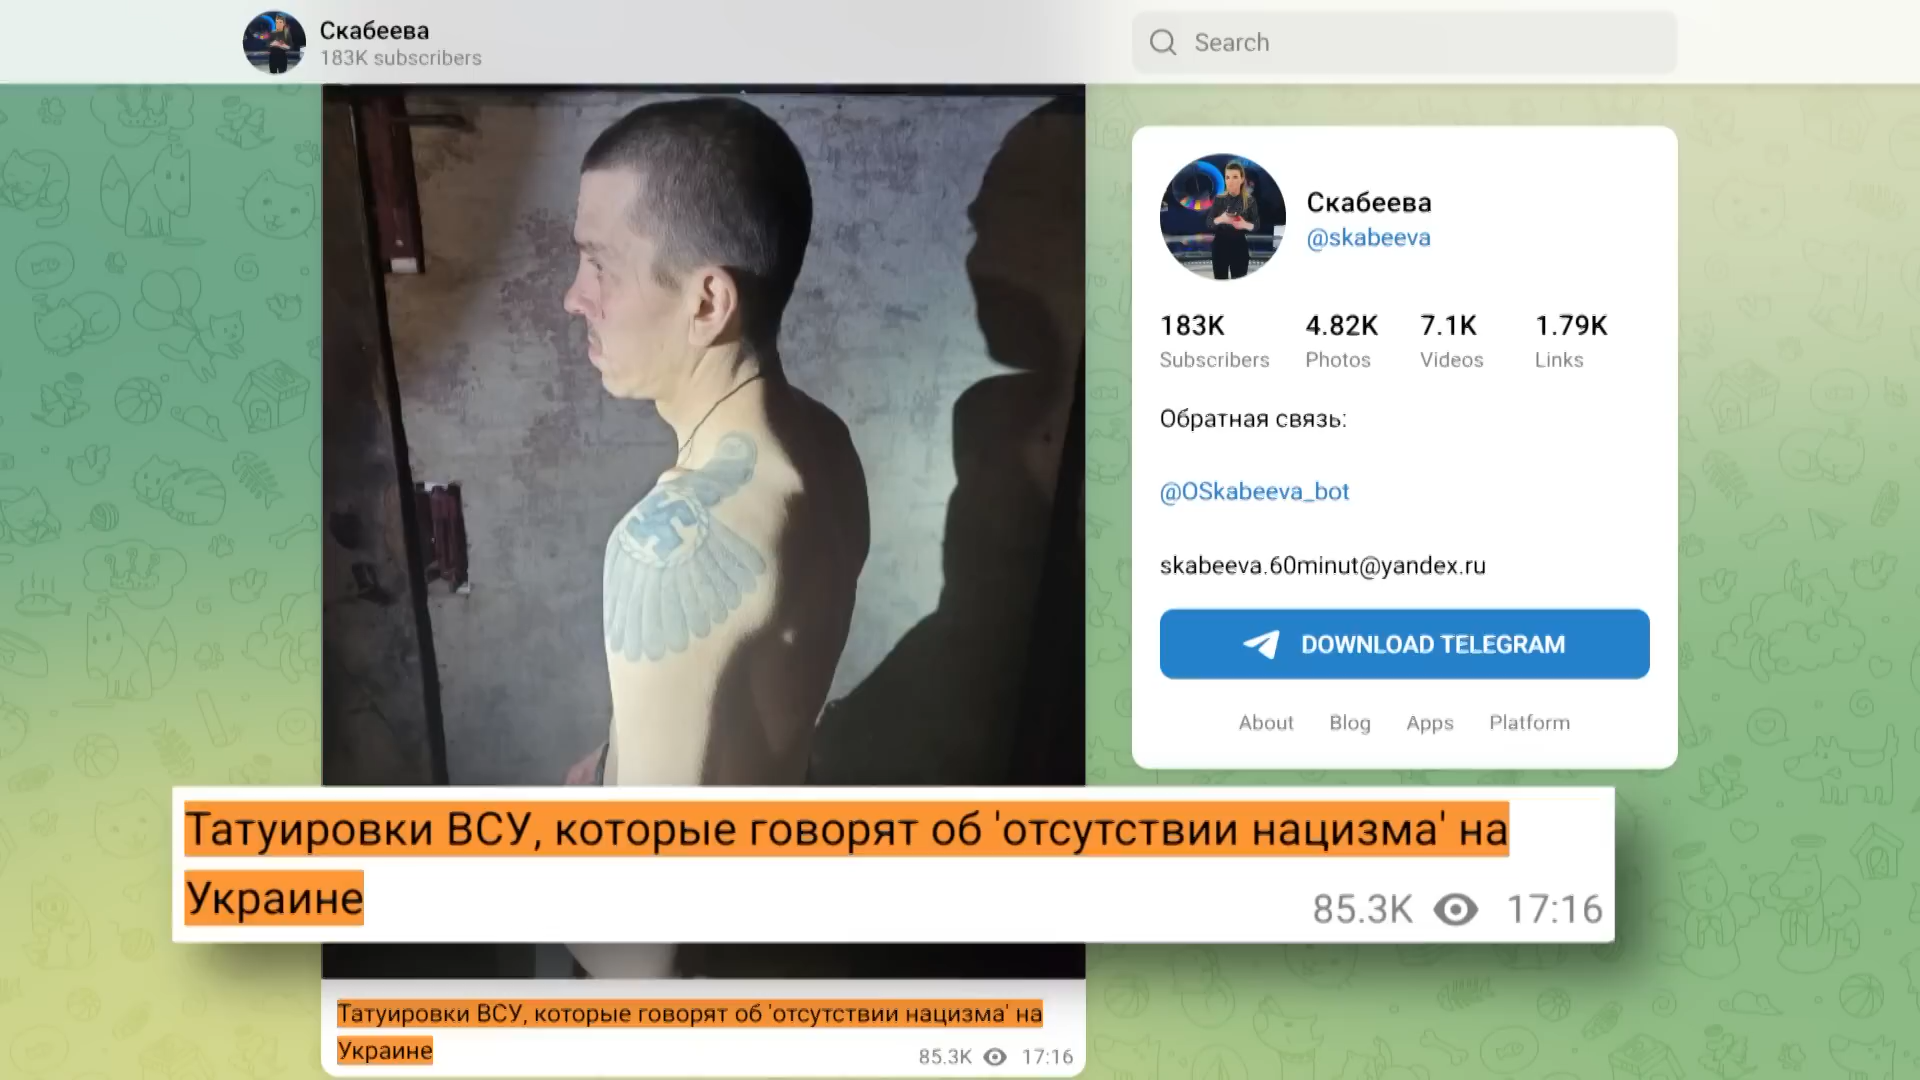 Скабеева
183K subscribers
Search
Скабеева
@skabeeva
183K 4.82K 7.1K 1.79K
Subscribers Photos Videos Links
Обратная связь:
@OSkabeeva_bot
skabeeva.60minut@yandex.ru
DOWNLOAD TELEGRAM
About Blog Apps Platform
Татуировки ВСУ, которые говорят об 'отсутствии нацизма' на
Украине
85.3K 17:16
Татуировки ВСУ, которые говорят об 'отсутствии нацизма' на
Украине
85.3K 17:16